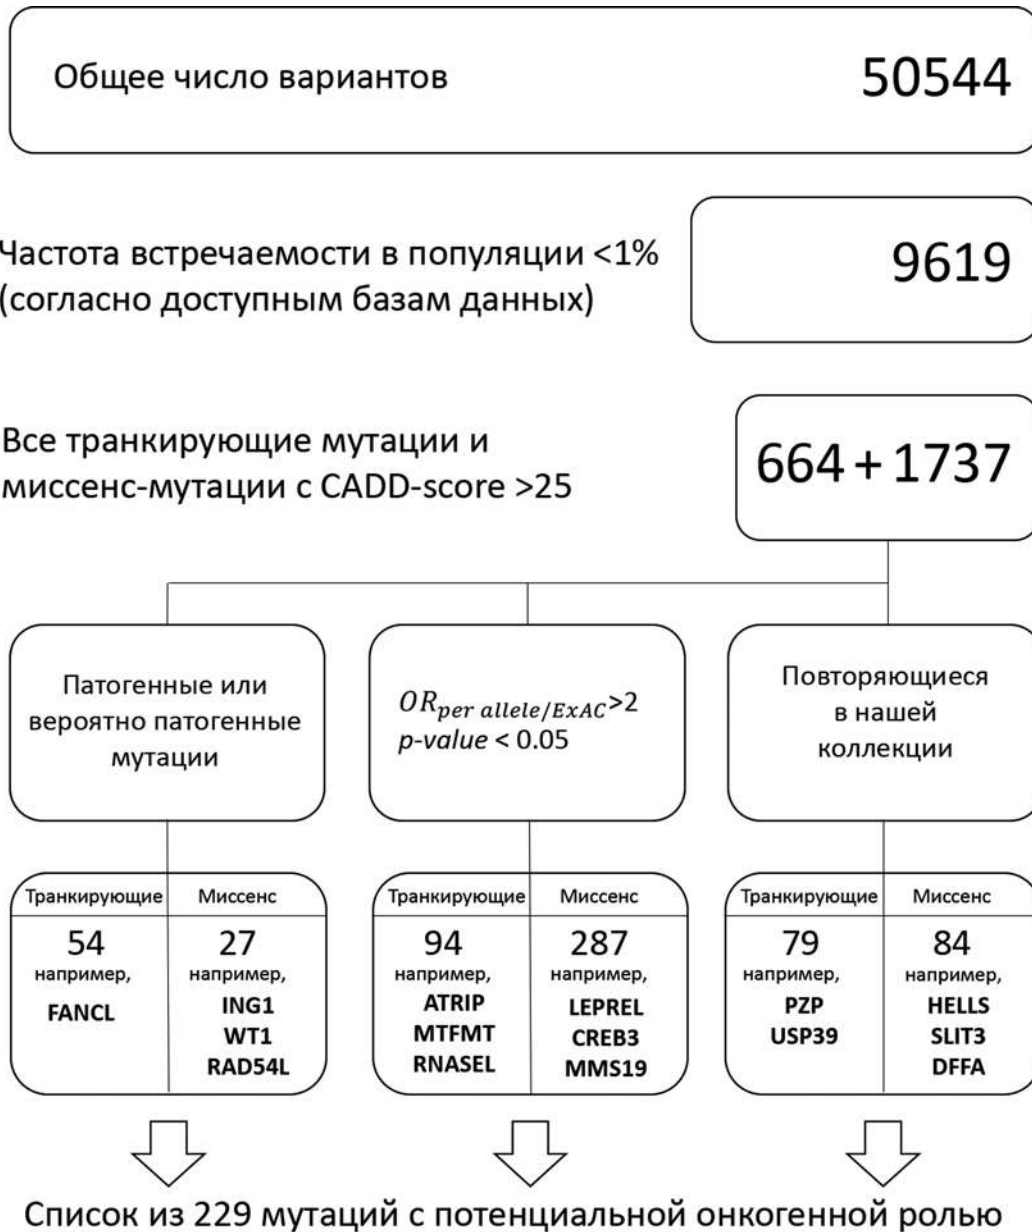 Общее число вариантов 50544
Частота встречаемости в популяции <1%
(согласно доступным базам данных)
9619
Все транкирующие мутации и
миссенс-мутации с CADD-score >25
664 + 1737
Патогенные или
вероятно патогенные
мутации
OR per allele/ExAC >2
p-value < 0.05
Повторяющиеся
в нашей
коллекции
Транкирующие Миссенс
54 27
например, например,
FANCL ING1
WT1
RAD54L
Транкирующие Миссенс
94 287
например, например,
ATRIP LEPREL
MTFMT CREB3
RNASEL MMS19
Транкирующие Миссенс
79 84
например, например,
PZP HELLS
USP39 SLIT3
DFFA
Список из 229 мутаций с потенциальной онкогенной ролью